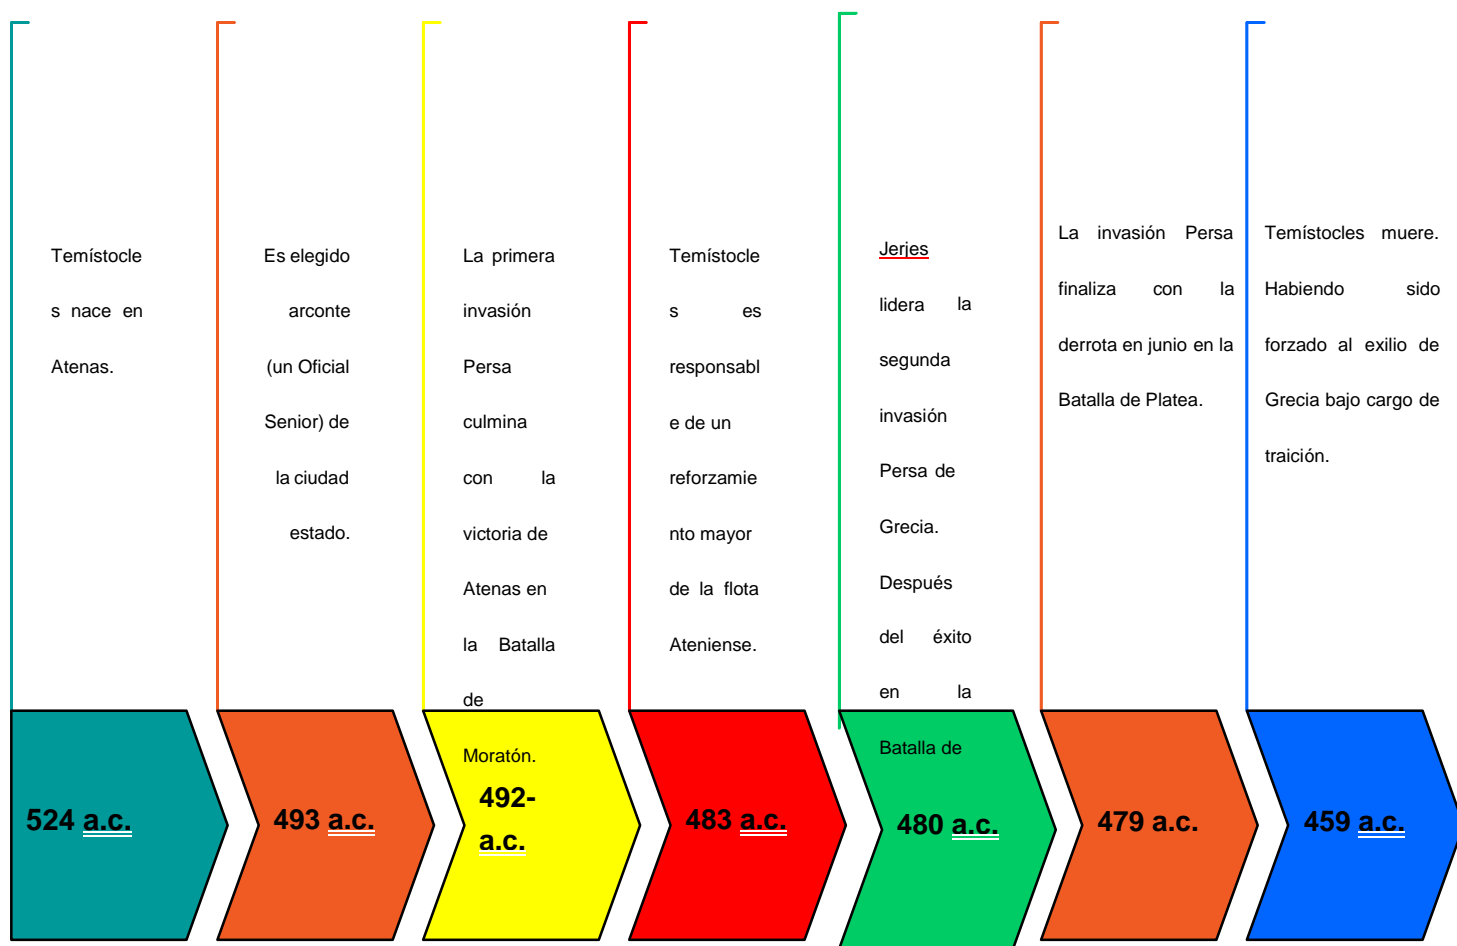 Temístocle
s nace en
Atenas.
524 a.c.
Es elegido
arconte
(un Oficial
Senior) de
la ciudad
estado.
493 a.c.
La primera
invasión
Persa
culmina
con la
victoria de
Atenas en
la Batalla
de
Moratón.
492-
a.c.
Temístocle
s es
responsabl
e de un
reforzamie
nto mayor
de la flota
Ateniense.
483 a.c.
Jerjes
lidera la
segunda
invasión
Persa de
Grecia.
Después
del éxito
en la
Batalla de
480 a.c.
La invasión Persa
finaliza con la
derrota en junio en la
Batalla de Platea.
479 a.c.
Temístocles muere.
Habiendo sido
forzado al exilio de
Grecia bajo cargo de
traición.
459 a.c.